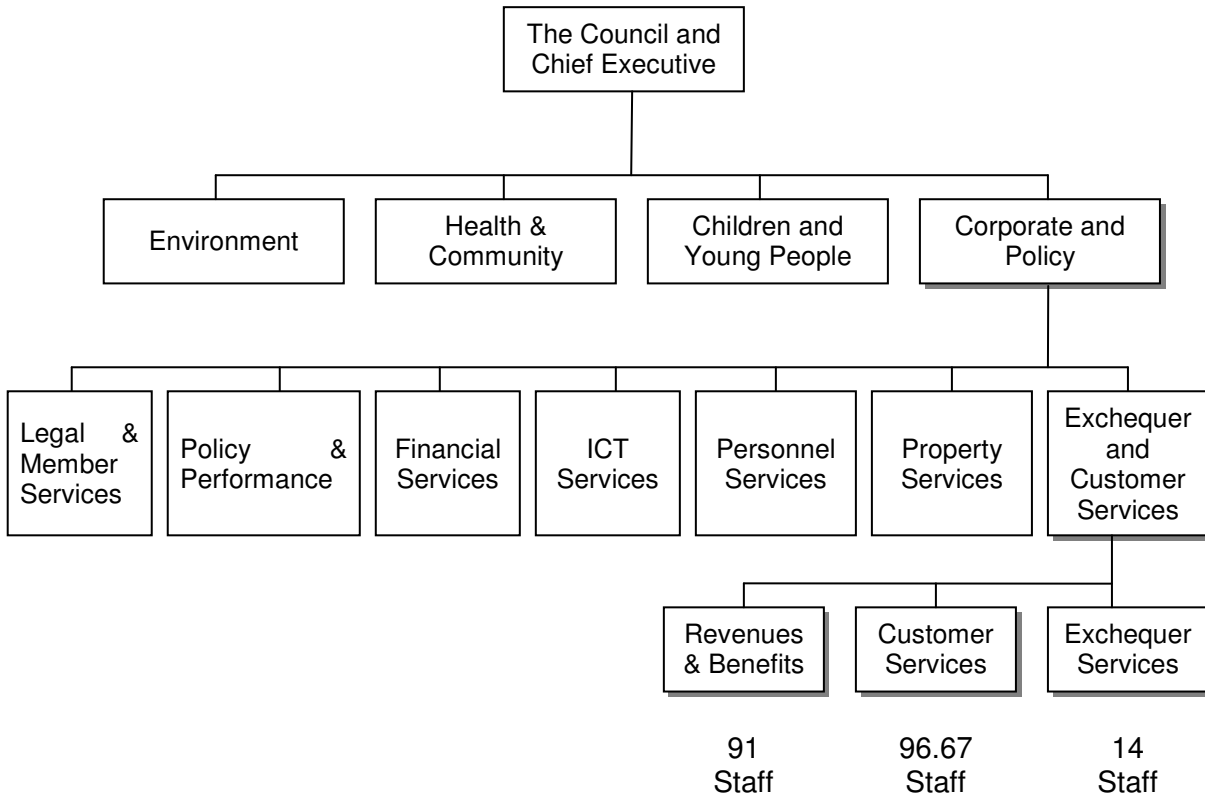 The Council and
Chief Executive
Environment
Health &
Community
Children and
Young People
Corporate and
Policy
Legal &
Member
Services
Policy &
Performance
Financial
Services
ICT
Services
Personnel
Services
Property
Services
Exchequer
and
Customer
Services
Revenues
& Benefits
Customer
Services
Exchequer
Services
91
Staff
96.67
Staff
14
Staff